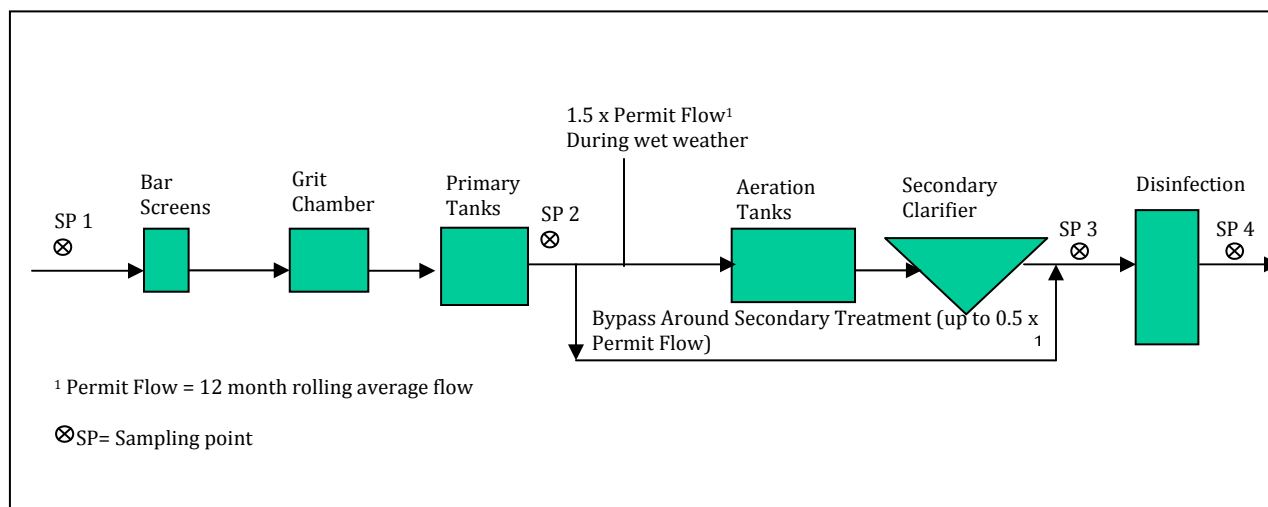 1.5 x Permit Flow¹
During wet weather
Bar
Screens
Grit
Chamber
Primary
Tanks
Aeration
Tanks
Secondary
Clarifier
Disinfection
SP 1
SP 2
SP 3
SP 4
Bypass Around Secondary Treatment (up to 0.5 x
Permit Flow) 1
¹ Permit Flow = 12 month rolling average flow
SP= Sampling point